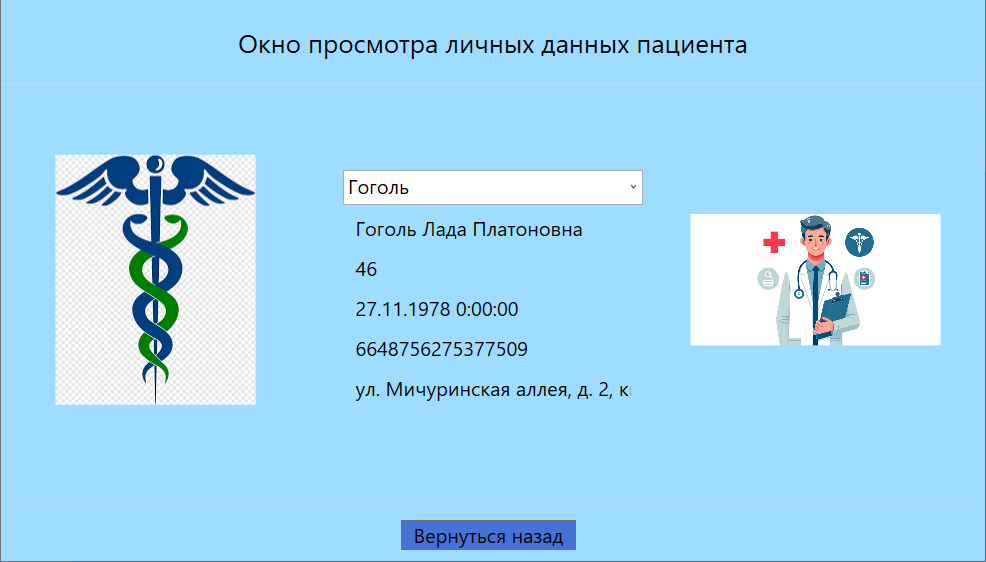 Окно просмотра личных данных пациента
Гоголь
Гоголь Лада Платоновна
46
27.11.1978 0:00:00
6648756275377509
ул. Мичуринская аллея, д. 2,
Вернуться назад